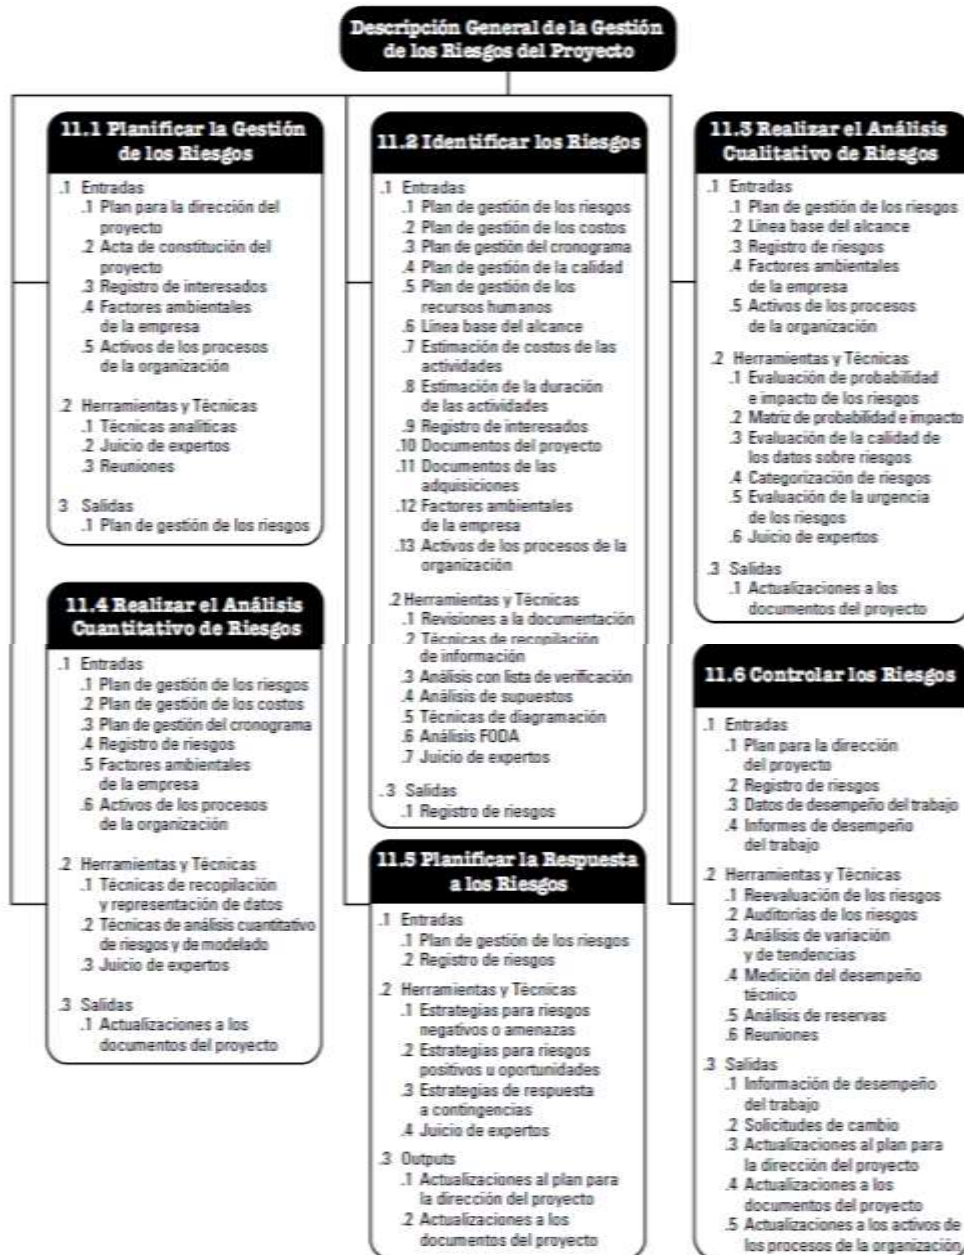 Descripción General de la Gestión
de los Riesgos del Proyecto
11.1 Planificar la Gestión
de los Riesgos
.1 Entradas
.1 Plan para la dirección del
proyecto
.2 Acta de constitución del
proyecto
.3 Registro de interesados
.4 Factores ambientales
de la empresa
.5 Activos de los procesos
de la organización
.2 Herramientas y Técnicas
.1 Técnicas analíticas
.2 Juicio de expertos
.3 Reuniones
3 Salidas
.1 Plan de gestión de los riesgos
11.2 Identificar los Riesgos
.1 Entradas
.1 Plan de gestión de los riesgos
.2 Plan de gestión de los costos
.3 Plan de gestión del cronograma
.4 Plan de gestión de la calidad
.5 Plan de gestión de los
recursos humanos
.6 Línea base del alcance
.7 Estimación de costos de las
actividades
.8 Estimación de la duración
de las actividades
.9 Registro de interesados
.10 Documentos del proyecto
.11 Documentos de las
adquisiciones
.12 Factores ambientales
de la empresa
.13 Activos de los procesos de la
organización
.2 Herramientas y Técnicas
.1 Revisiones a la documentación
.2 Técnicas de recopilación
de información
.3 Análisis con lista de verificación
.4 Análisis de supuestos
.5 Técnicas de diagramación
.6 Análisis FODA
.7 Juicio de expertos
.3 Salidas
.1 Registro de riesgos
11.3 Realizar el Análisis
Cualitativo de Riesgos
.1 Entradas
.1 Plan de gestión de los riesgos
.2 Línea base del alcance
.3 Registro de riesgos
.4 Factores ambientales
de la empresa
.5 Activos de los procesos
de la organización
.2 Herramientas y Técnicas
.1 Evaluación de probabilidad
e impacto de los riesgos
.2 Matriz de probabilidad e impacto
.3 Evaluación de la calidad de
los datos sobre riesgos
.4 Categorización de riesgos
.5 Evaluación de la urgencia
de los riesgos
.6 Juicio de expertos
.3 Salidas
.1 Actualizaciones a los
documentos del proyecto
11.4 Realizar el Análisis
Cuantitativo de Riesgos
.1 Entradas
.1 Plan de gestión de los riesgos
.2 Plan de gestión de los costos
.3 Plan de gestión del cronograma
.4 Registro de riesgos
.5 Factores ambientales
de la empresa
.6 Activos de los procesos
de la organización
.2 Herramientas y Técnicas
.1 Técnicas de recopilación
y representación de datos
.2 Técnicas de análisis cuantitativo
de riesgos y de modelado
.3 Juicio de expertos
.3 Salidas
.1 Actualizaciones a los
documentos del proyecto
11.5 Planificar la Respuesta
a los Riesgos
.1 Entradas
.1 Plan de gestión de los riesgos
.2 Registro de riesgos
.2 Herramientas y Técnicas
.1 Estrategias para riesgos
negativos o amenazas
.2 Estrategias para riesgos
positivos u oportunidades
.3 Estrategias de respuesta
a contingencias
.4 Juicio de expertos
.3 Outputs
.1 Actualizaciones al plan para
la dirección del proyecto
.2 Actualizaciones a los
documentos del proyecto
11.6 Controlar los Riesgos
.1 Entradas
.1 Plan para la dirección
del proyecto
.2 Registro de riesgos
.3 Datos de desempeño del trabajo
.4 Informes de desempeño
del trabajo
.2 Herramientas y Técnicas
.1 Reevaluación de los riesgos
.2 Auditorías de los riesgos
.3 Análisis de variación
y de tendencias
.4 Medición del desempeño
técnico
.5 Análisis de reservas
.6 Reuniones
.3 Salidas
.1 Información de desempeño
del trabajo
.2 Solicitudes de cambio
.3 Actualizaciones al plan para
la dirección del proyecto
.4 Actualizaciones a los
documentos del proyecto
.5 Actualizaciones a los activos de
los procesos de la organización